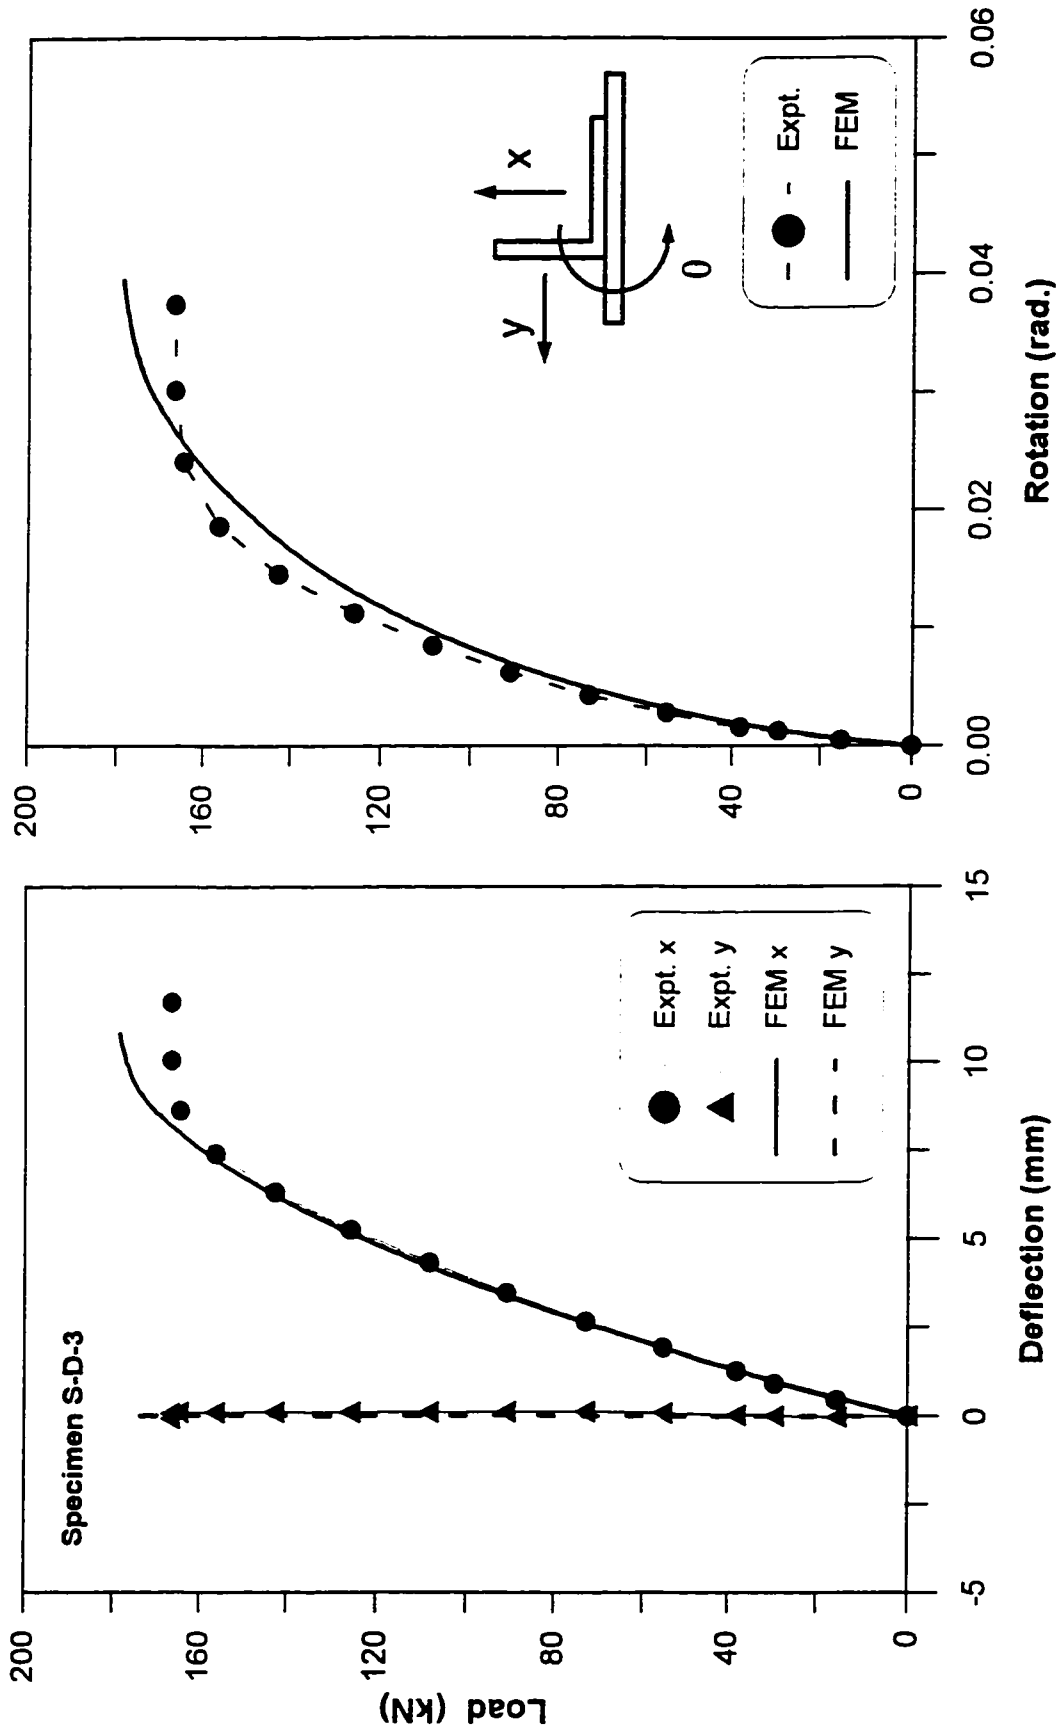 Specimen S-D-3
Load (kN)
200
160
120
80
40
0
-5
0
5
10
15
Deflection (mm)
Expt. x
Expt. y
FEM x
FEM y
200
160
120
80
40
0
0.00
0.02
0.04
0.06
Rotation (rad.)
x
y
θ
Expt.
FEM